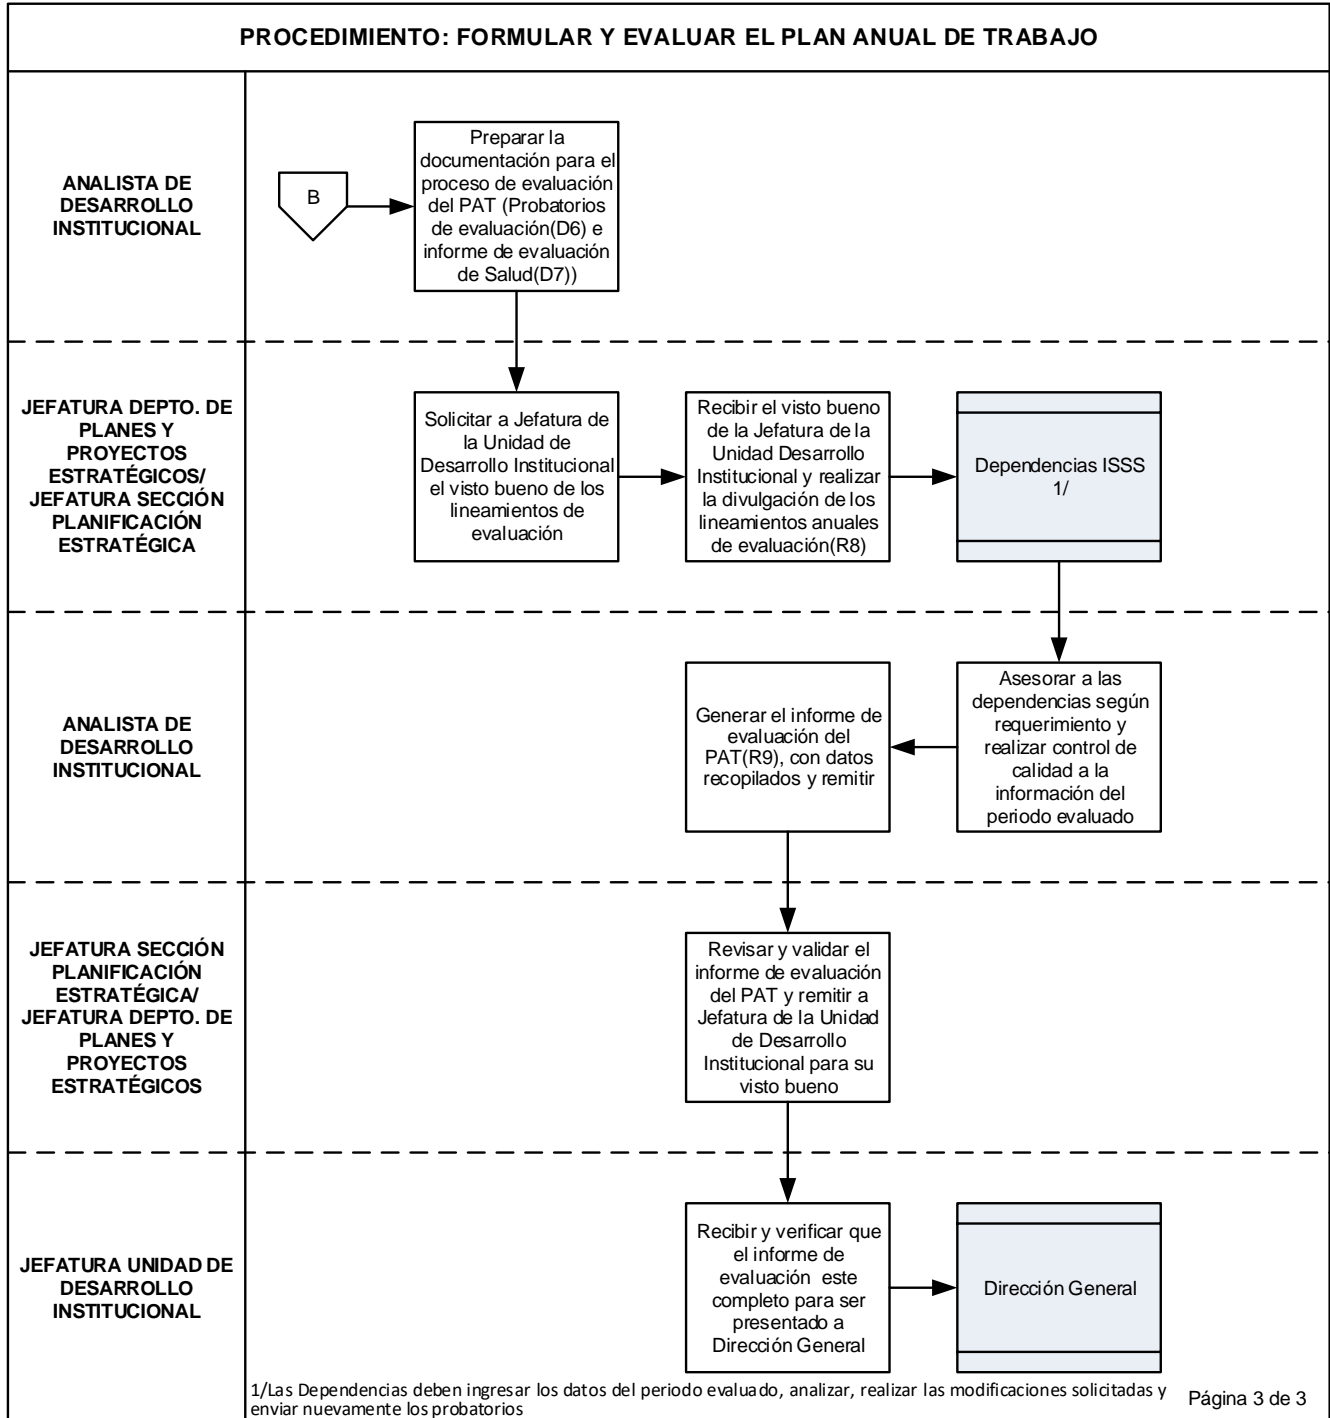 PROCEDIMIENTO: FORMULAR Y EVALUAR EL PLAN ANUAL DE TRABAJO
ANALISTA DE
DESARROLLO
INSTITUCIONAL
B
Preparar la
documentación para el
proceso de evaluación
del PAT (Probatorios
de evaluación(D6) e
informe de evaluación
de Salud(D7))
JEFATURA DEPTO. DE
PLANES Y
PROYECTOS
ESTRATÉGICOS/
JEFATURA SECCIÓN
PLANIFICACIÓN
ESTRATÉGICA
Solicitar a Jefatura de
la Unidad de
Desarrollo Institucional
el visto bueno de los
lineamientos de
evaluación
Recibir el visto bueno
de la Jefatura de la
Unidad Desarrollo
Institucional y realizar
la divulgación de los
lineamientos anuales
de evaluación(R8)
Dependencias ISSS
1/
ANALISTA DE
DESARROLLO
INSTITUCIONAL
Generar el informe de
evaluación del
PAT(R9), con datos
recopilados y remitir
Asesorar a las
dependencias según
requerimiento y
realizar control de
calidad a la
información del
periodo evaluado
JEFATURA SECCIÓN
PLANIFICACIÓN
ESTRATÉGICA/
JEFATURA DEPTO. DE
PLANES Y
PROYECTOS
ESTRATÉGICOS
Revisar y validar el
informe de evaluación
del PAT y remitir a
Jefatura de la Unidad
de Desarrollo
Institucional para su
visto bueno
JEFATURA UNIDAD DE
DESARROLLO
INSTITUCIONAL
Recibir y verificar que
el informe de
evaluación este
completo para ser
presentado a
Dirección General
Dirección General
1/Las Dependencias deben ingresar los datos del periodo evaluado, analizar, realizar las modificaciones solicitadas y
enviar nuevamente los probatorios
Página 3 de 3